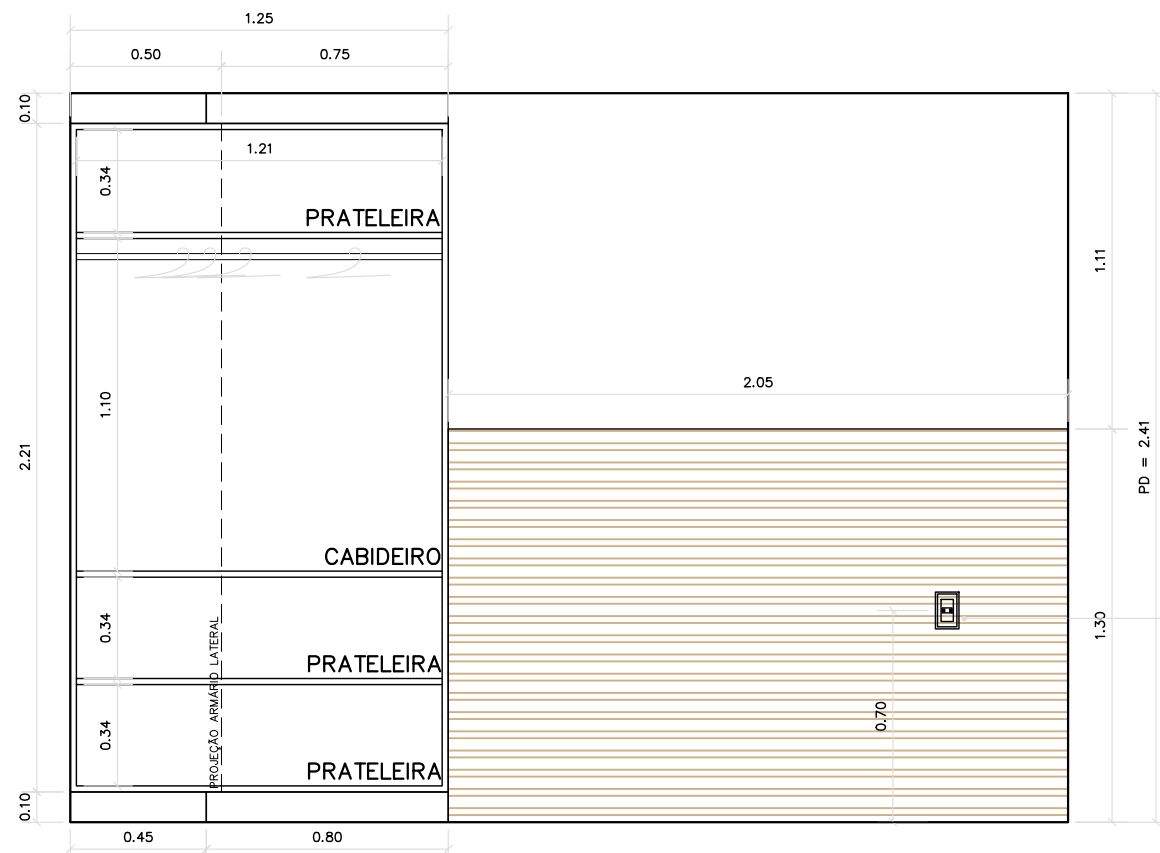 1.25
0.50
0.75
0.10
1.21
0.34
PRATELEIRA
1.11
2.05
1.10
2.21
PD = 2.41
CABIDEIRO
0.34
PROJEÇÃO ARMÁRIO LATERAL
1.30
PRATELEIRA
0.70
0.34
PRATELEIRA
0.10
0.45
0.80